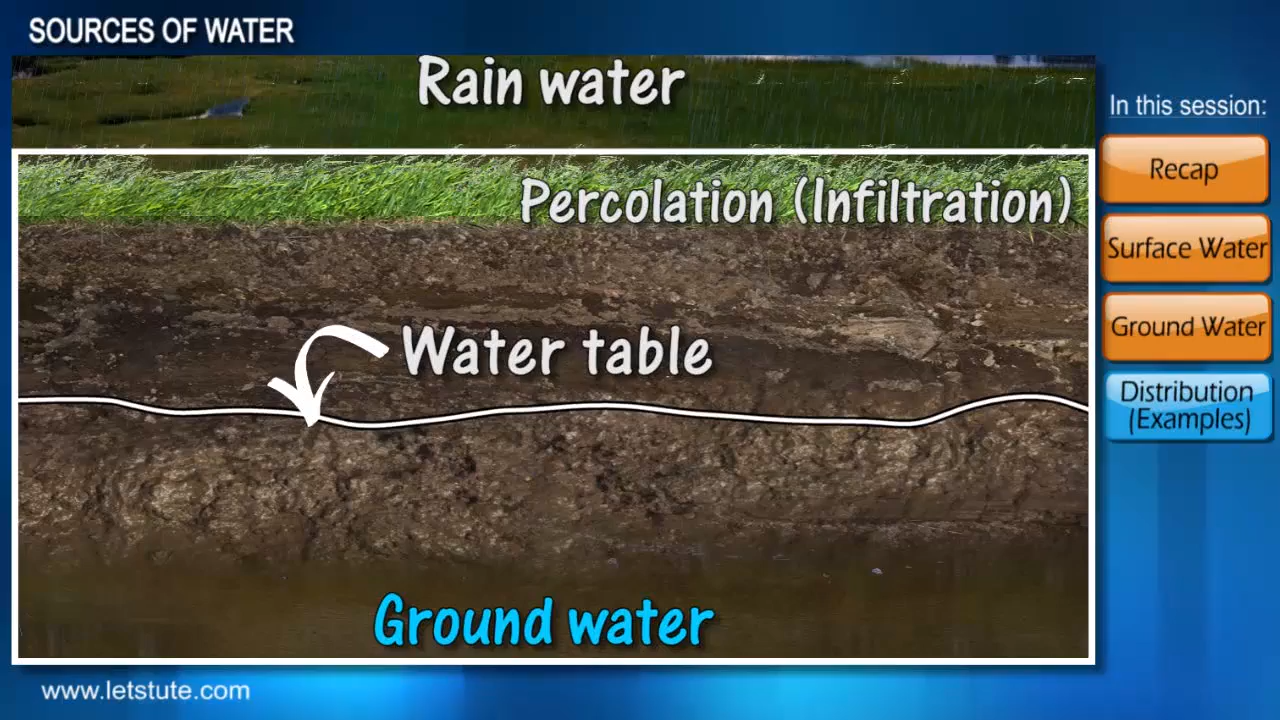 SOURCES OF WATER
Rain water
Percolation (Infiltration)
Water table
Ground water
In this session:
Recap
Surface Water
Ground Water
Distribution
(Examples)
www.letstute.com